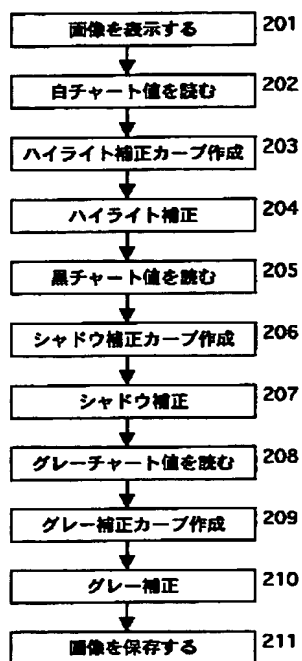 画像を表示する 201
白チャート値を読む 202
ハイライト補正カーブ作成 203
ハイライト補正 204
黒チャート値を読む 205
シャドウ補正カーブ作成 206
シャドウ補正 207
グレーチャート値を読む 208
グレー補正カーブ作成 209
グレー補正 210
画像を保存する 211